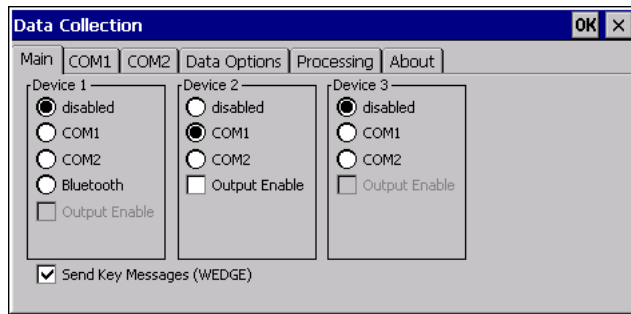 Data Collection OK
Main COM1 COM2 Data Options Processing About
Device 1 Device 2 Device 3
disabled disabled disabled
COM1 COM1 COM1
COM2 COM2 COM2
Bluetooth Output Enable Output Enable
Output Enable
Send Key Messages (WEDGE)